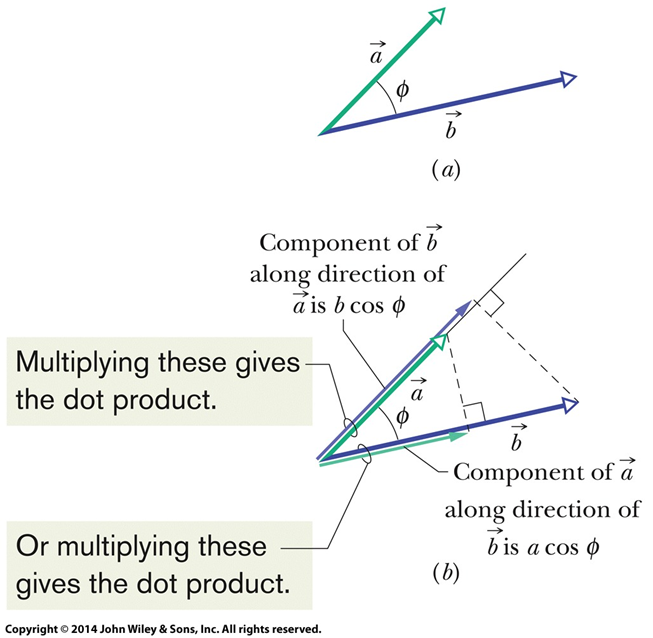 a⃗
ϕ
b⃗
(a)
Component of b⃗
along direction of
a⃗ is b cos ϕ
Multiplying these gives
the dot product.
a⃗
ϕ
b⃗
Component of a⃗
along direction of
b⃗ is a cos ϕ
Or multiplying these
gives the dot product.
(b)
Copyright © 2014 John Wiley & Sons, Inc. All rights reserved.